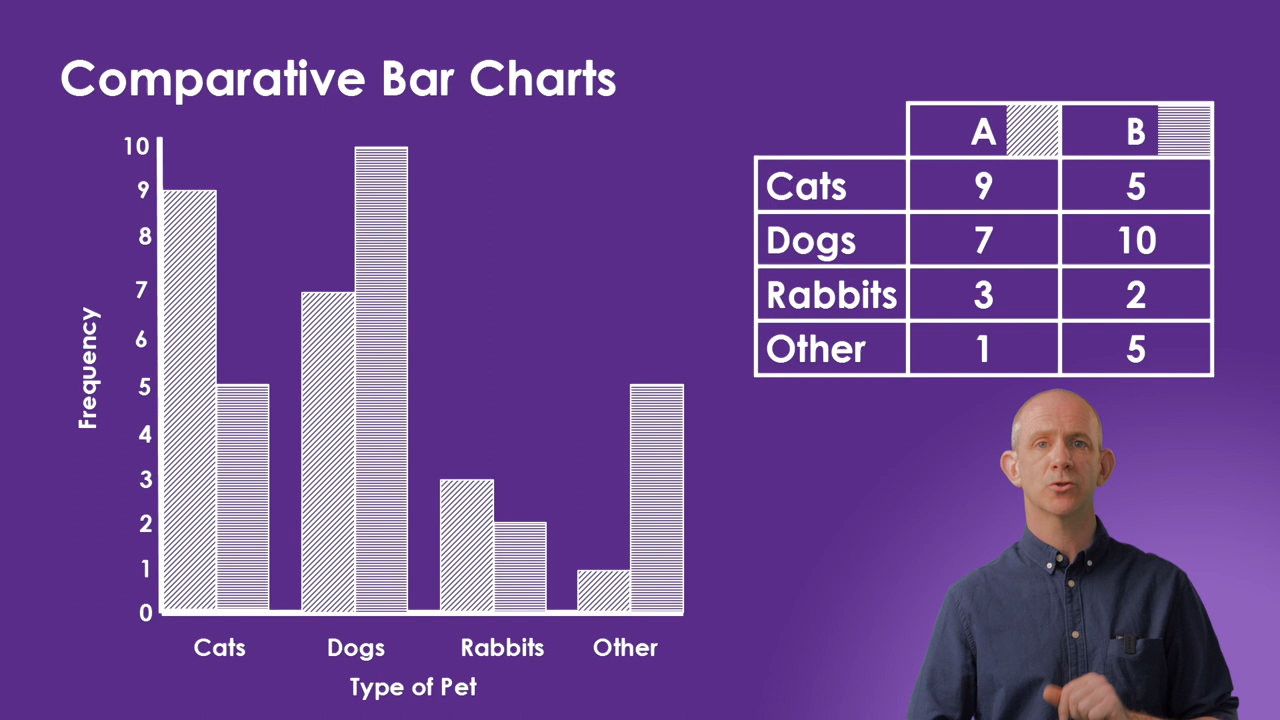 Comparative Bar Charts
10
9
8
7
6
5
4
3
2
1
0
Frequency
Cats Dogs Rabbits Other
Type of Pet
A B
Cats 9 5
Dogs 7 10
Rabbits 3 2
Other 1 5